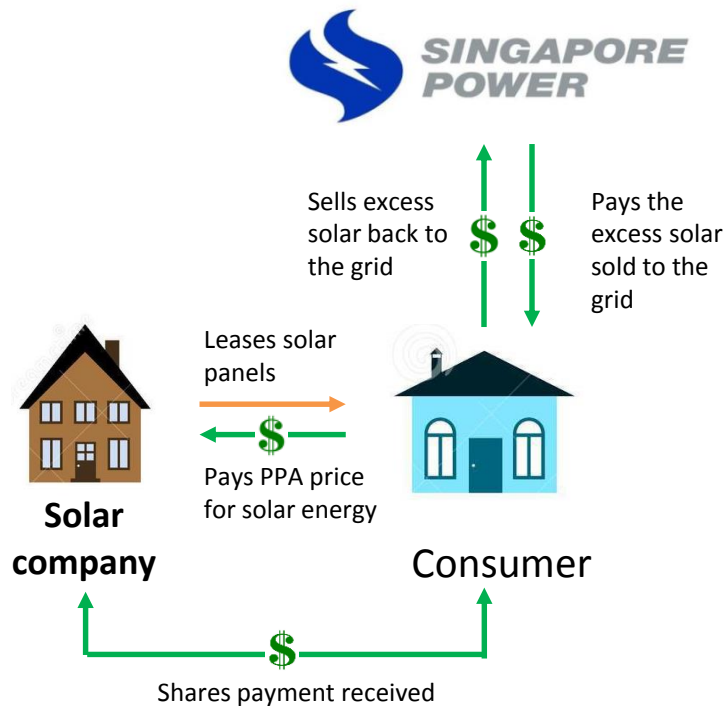 SINGAPORE
POWER
Sells excess
solar back to
the grid
$
$
Pays the
excess solar
sold to the
grid
Leases solar
panels
$
Pays PPA price
for solar energy
Solar
company
Consumer
$
Shares payment received